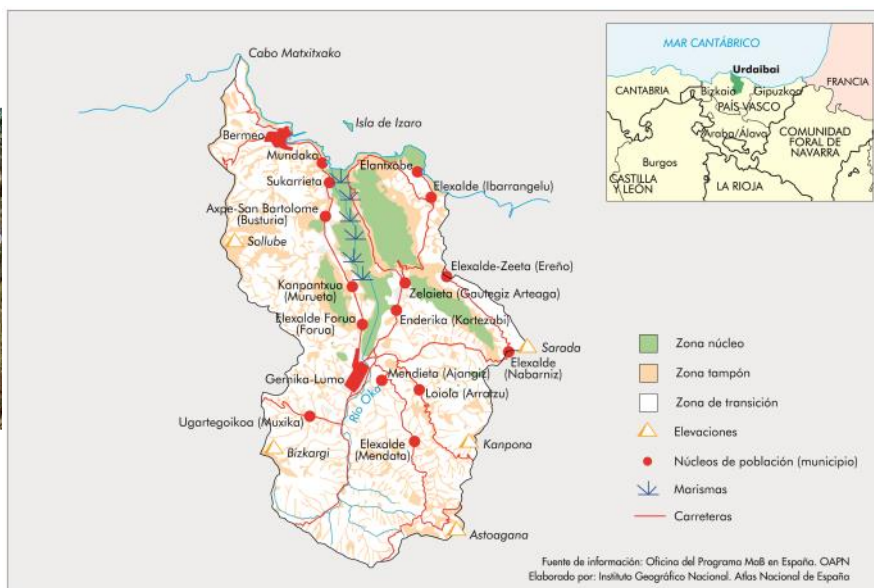 Cabo Matxitxako
Isla de Izaro
Bermeo
Mundaka
Elantxobe
Sukarrieta
Elexalde (Ibarrangelu)
Axpe-San Bartolome
(Busturia)
Sollube
Elexalde-Zeeta (Ereño)
Kanpantxua
(Murueta)
Zelaieta (Gautegiz Arteaga)
Elexalde Forua
(Forua)
Enderika (Kortezubi)
Sarada
Elexalde
(Nabarniz)
Gernika-Lumo
Mendieta (Ajangiz)
Río Oka
Loiola (Arratzu)
Ugartegoikoa (Muxika)
Elexalde
(Mendata)
Kanpona
Bizkargi
Astoagana
MAR CANTÁBRICO
Urdaibai
FRANCIA
CANTABRIA
Bizkaia
Gipuzkoa
PAÍS VASCO
Araba/Álava
COMUNIDAD
FORAL DE
NAVARRA
Burgos
CASTILLA
Y LEÓN
LA RIOJA
Zona núcleo
Zona tampón
Zona de transición
Elevaciones
Núcleos de población (municipio)
Marismas
Carreteras
Fuente de información: Oficina del Programa MaB en España. OAPN
Elaborado por: Instituto Geográfico Nacional. Atlas Nacional de España